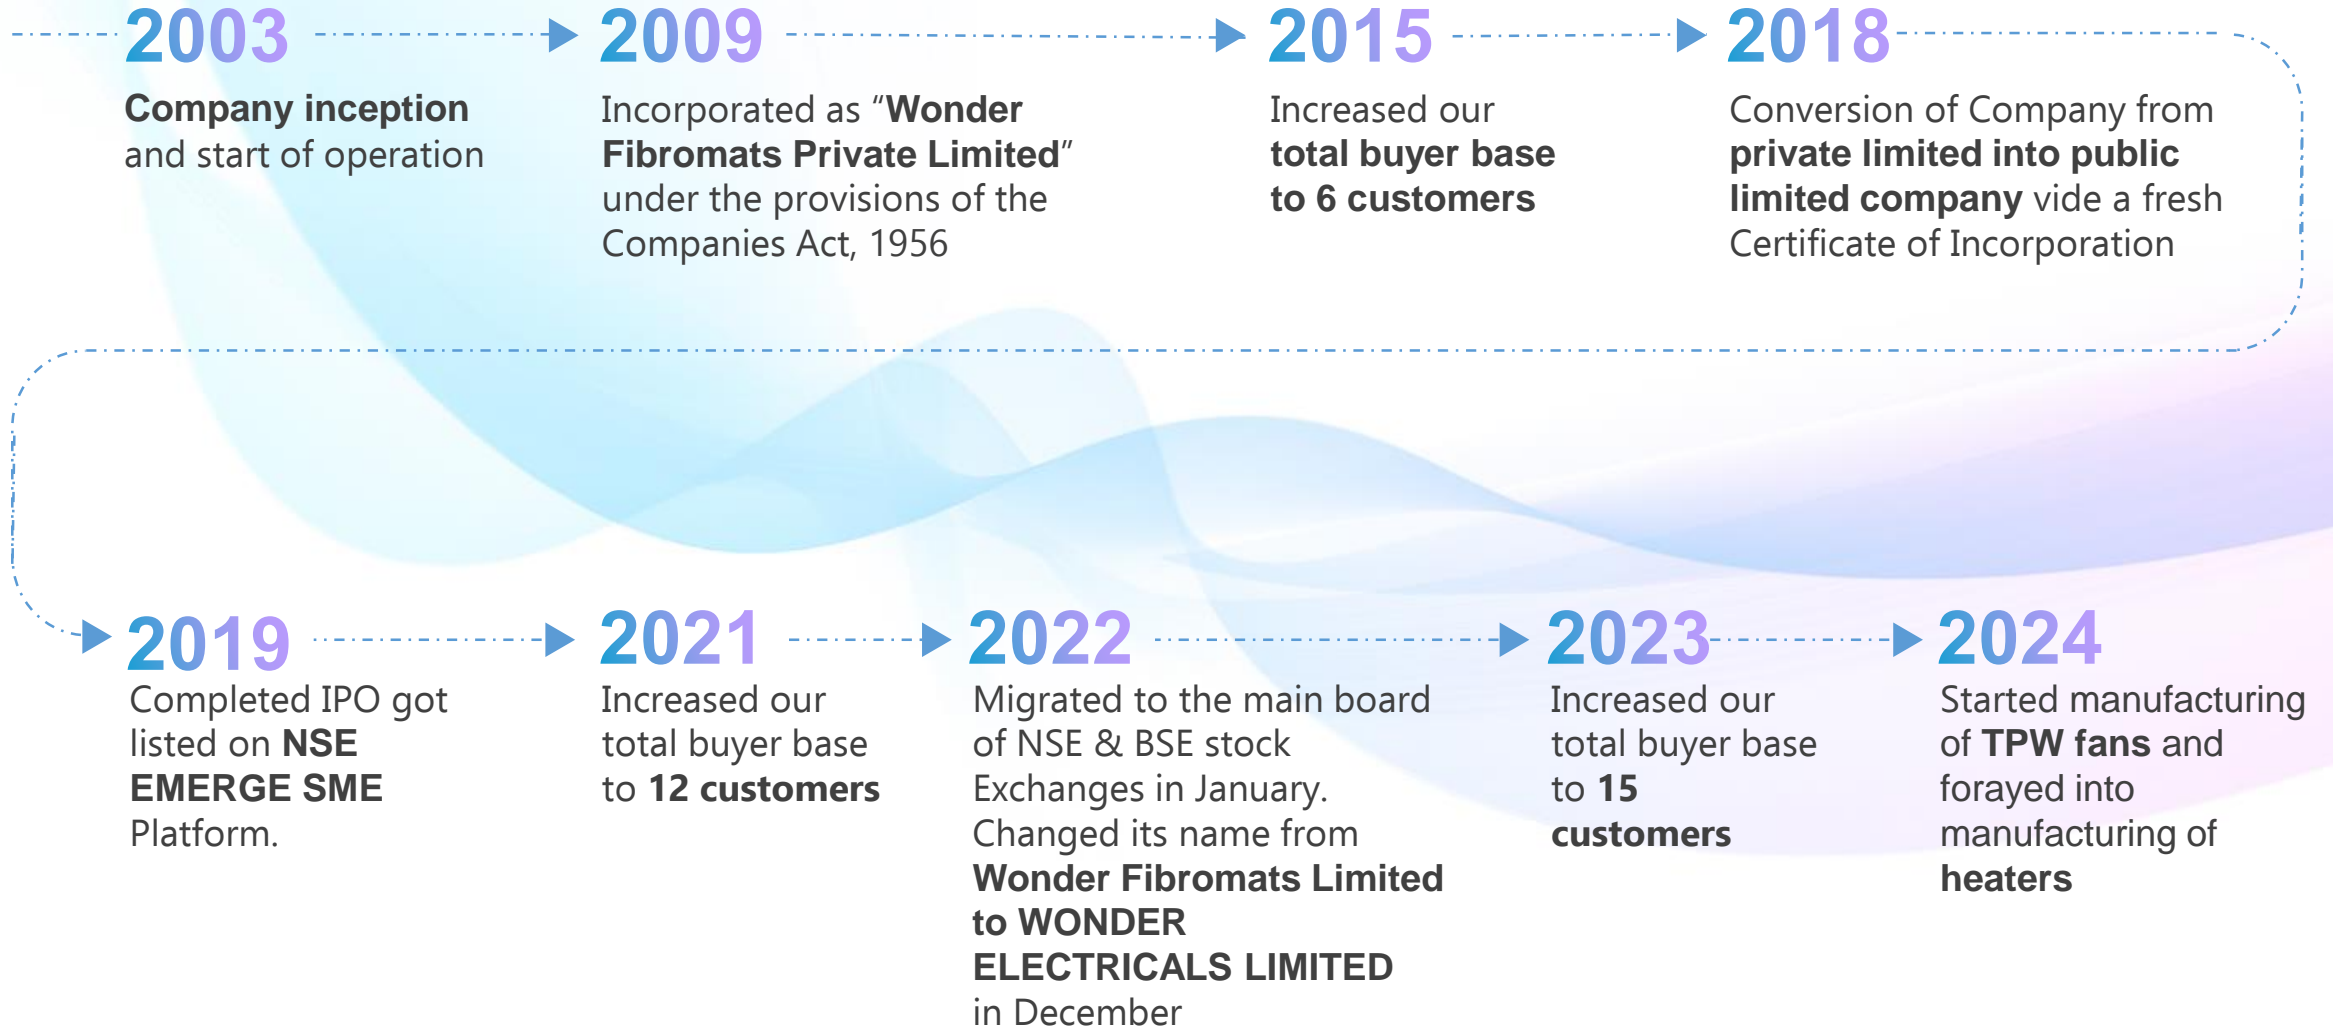 2003
Company inception
and start of operation
2009
Incorporated as “Wonder
Fibromats Private Limited”
under the provisions of the
Companies Act, 1956
2015
Increased our
total buyer base
to 6 customers
2018
Conversion of Company from
private limited into public
limited company vide a fresh
Certificate of Incorporation
2019
Completed IPO got
listed on NSE
EMERGE SME
Platform.
2021
Increased our
total buyer base
to 12 customers
2022
Migrated to the main board
of NSE & BSE stock
Exchanges in January.
Changed its name from
Wonder Fibromats Limited
to WONDER
ELECTRICALS LIMITED
in December
2023
Increased our
total buyer base
to 15
customers
2024
Started manufacturing
of TPW fans and
forayed into
manufacturing of
heaters